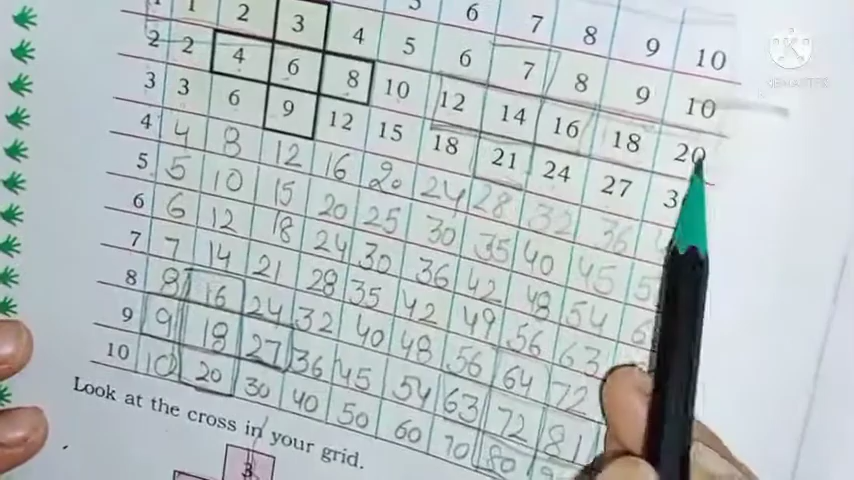 1 1 2 3 4 5 6 7 8 9 10
2 2 4 6 8 10 12 14 16 18 20
3 3 6 9 12 15 18 21 24 27
4 4 8 12 16 20 24 28 32 36
5 5 10 15 20 25 30 35 40 45
6 6 12 18 24 30 36 42 48 54
7 7 14 21 28 35 42 49 56 63
8 8 16 24 32 40 48 56 64 72
9 9 18 27 36 45 54 63 72 81
10 10 20 30 40 50 60 70 80
Look at the cross in your grid.
3